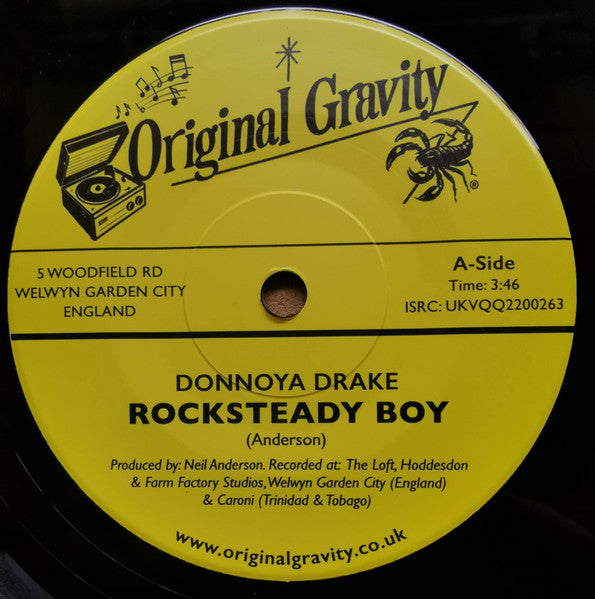 Original Gravity
®
5 WOODFIELD RD
WELWYN GARDEN CITY
ENGLAND
A-Side
Time: 3:46
ISRC: UKVQQ2200263
DONNOYA DRAKE
ROCKSTEADY BOY
(Anderson)
Produced by: Neil Anderson. Recorded at: The Loft, Hoddesdon
& Farm Factory Studios, Welwyn Garden City (England)
& Caroni (Trinidad & Tobago)
www.originalgravity.co.uk